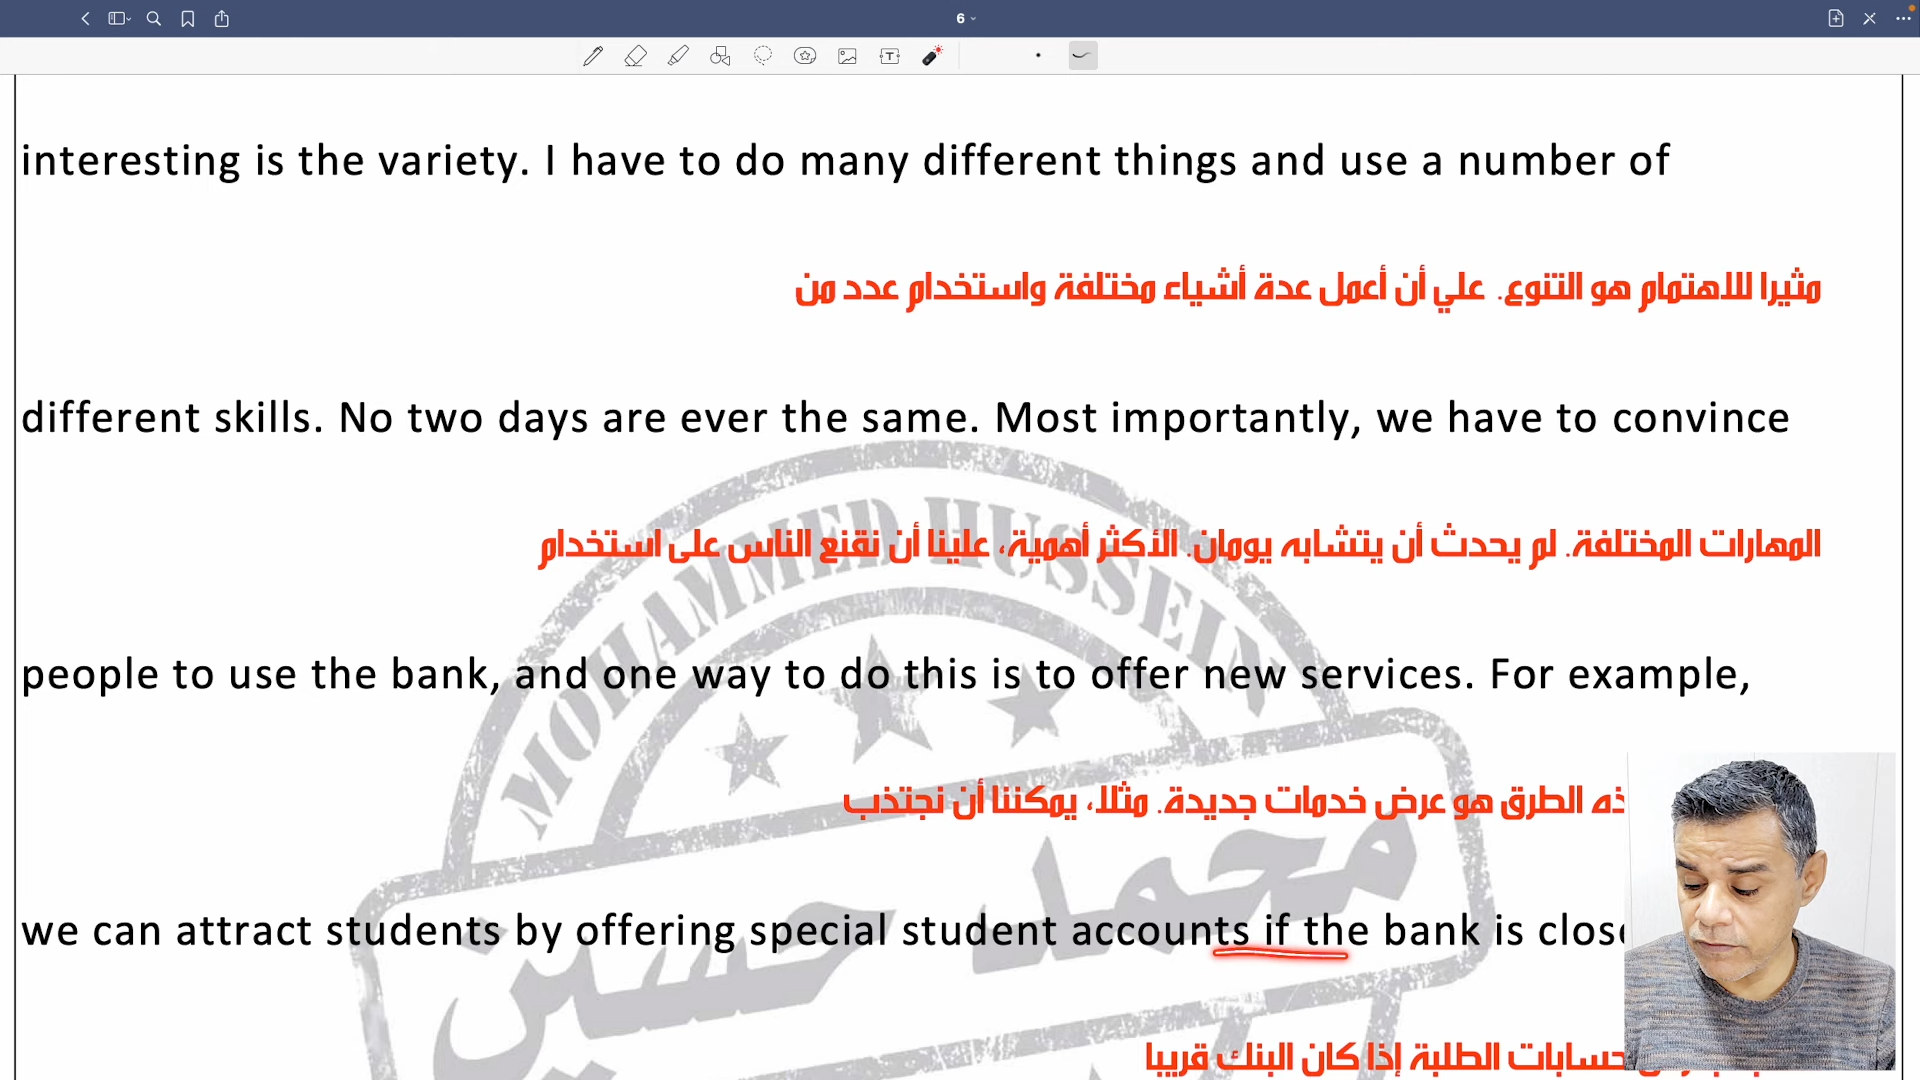 6
interesting is the variety. I have to do many different things and use a number of
مثيرا للاهتمام هو التنوع. علي أن أعمل عدة أشياء مختلفة واستخدام عدد من
different skills. No two days are ever the same. Most importantly, we have to convince
المهارات المختلفة. لم يحدث أن يتشابه يومان. الأكثر أهمية، علينا أن نقنع الناس على استخدام
MOHAMMED HUSSEIN
people to use the bank, and one way to do this is to offer new services. For example,
الطرق هو عرض خدمات جديدة. مثلا، يمكننا أن نجتذب
محمد حسين
we can attract students by offering special student accounts if the bank is close
حسابات الطلبة إذا كان البنك قريبا